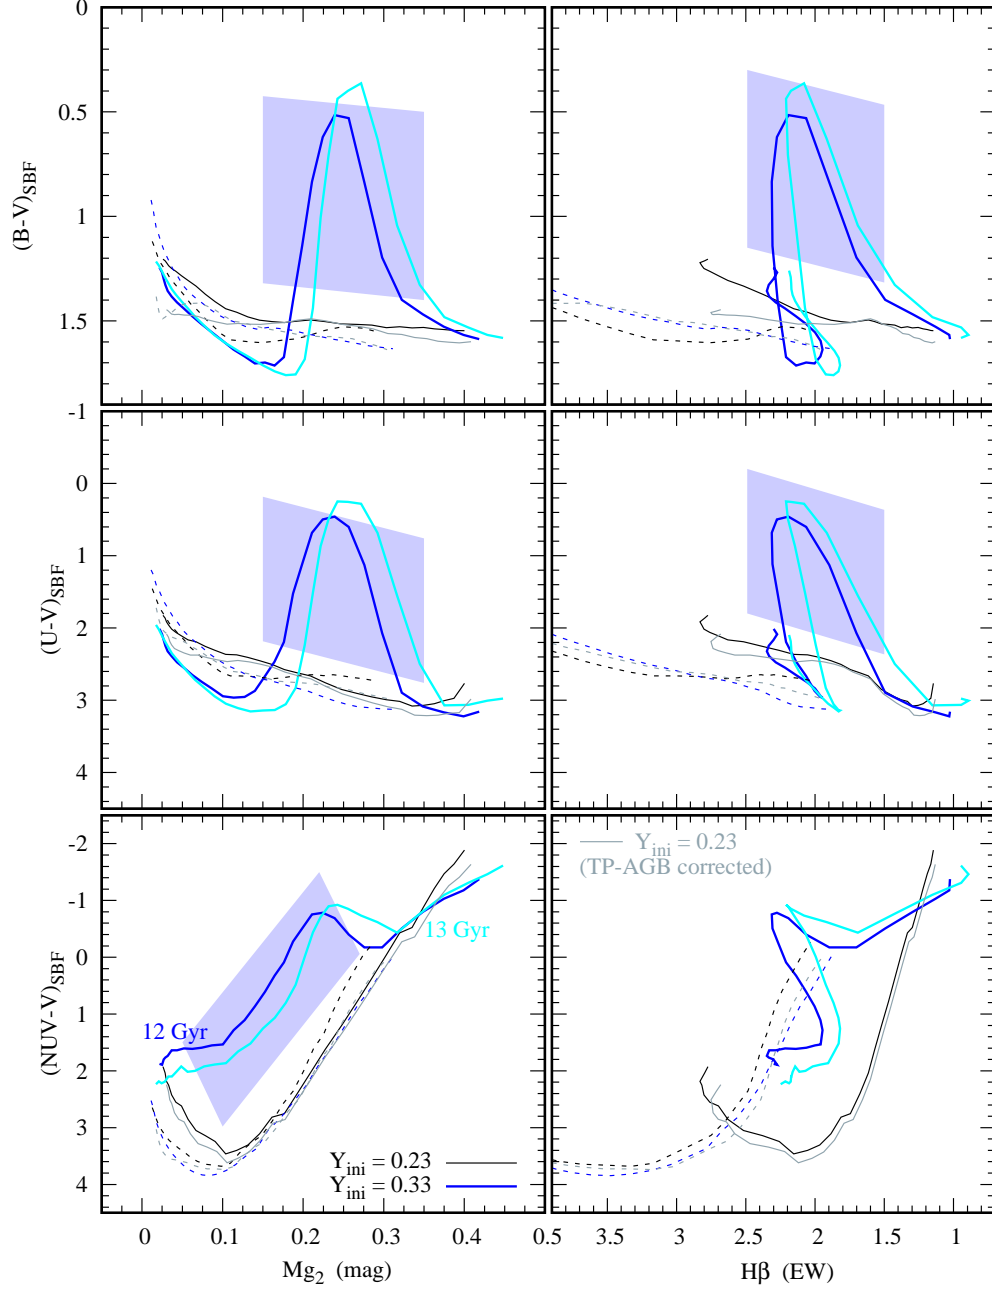 0
0.5
1
1.5
(B-V)SBF
-1
0
1
2
3
4
(U-V)SBF
-2
-1
0
1
2
3
4
(NUV-V)SBF
13 Gyr
12 Gyr
Yini = 0.23
Yini = 0.33
Yini = 0.23
(TP-AGB corrected)
0 0.1 0.2 0.3 0.4 0.5
3.5 3 2.5 2 1.5 1
Mg2 (mag)
Hβ (EW)